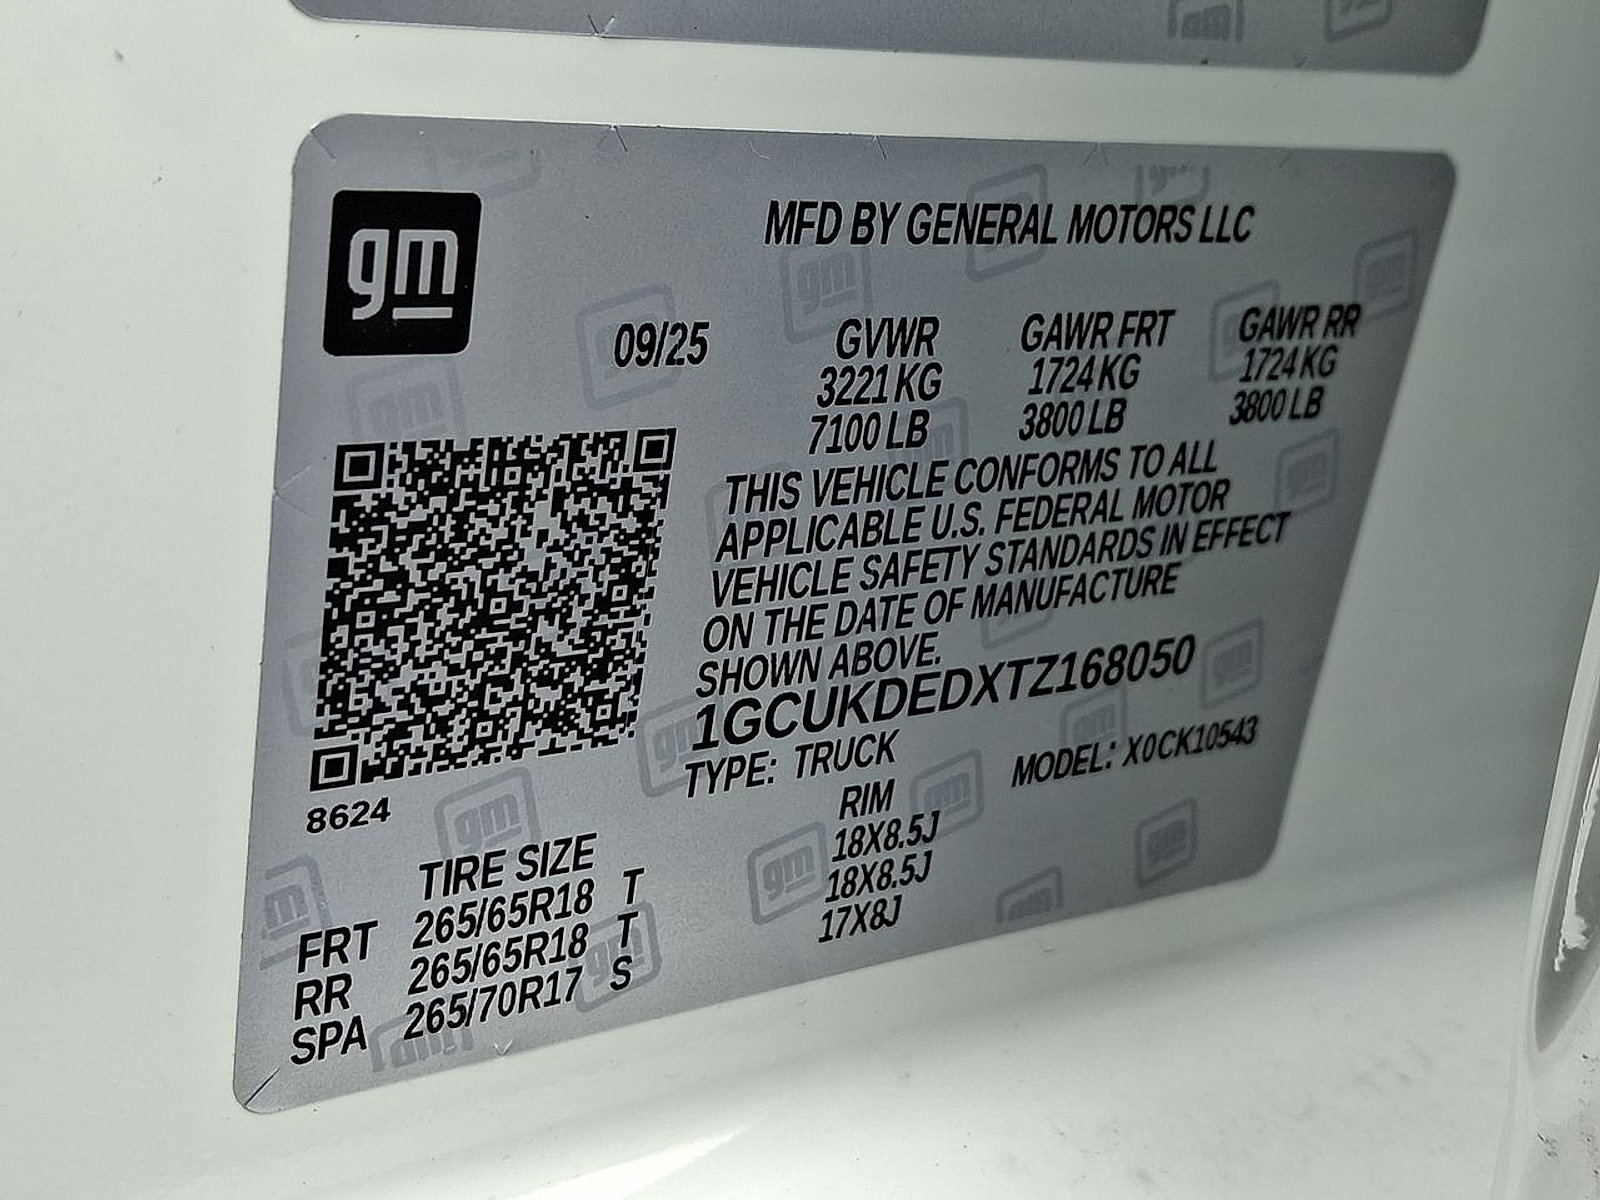 gm
MFD BY GENERAL MOTORS LLC
09/25
GVWR GAWR FRT GAWR RR
3221 KG 1724 KG 1724 KG
7100 LB 3800 LB 3800 LB
THIS VEHICLE CONFORMS TO ALL
APPLICABLE U.S. FEDERAL MOTOR
VEHICLE SAFETY STANDARDS IN EFFECT
ON THE DATE OF MANUFACTURE
SHOWN ABOVE.
1GCUKDEDXTZ168050
TYPE: TRUCK MODEL: X0CK10543
8624
TIRE SIZE RIM
FRT 265/65R18 T 18X8.5J
RR 265/65R18 T 18X8.5J
SPA 265/70R17 S 17X8J